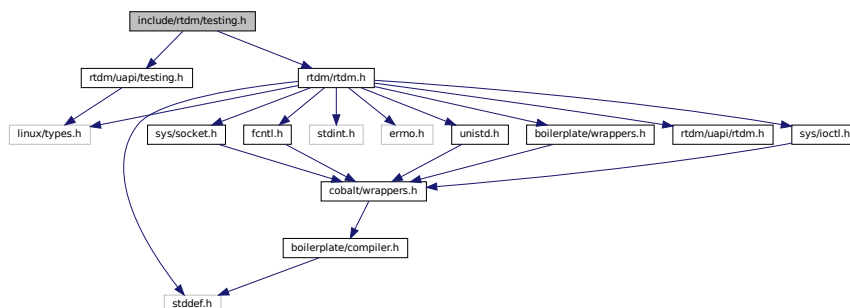 include/rtdm/testing.h
rtdm/uapi/testing.h
rtdm/rtdm.h
linux/types.h
sys/socket.h
fcntl.h
stdint.h
errno.h
unistd.h
boilerplate/wrappers.h
rtdm/uapi/rtdm.h
sys/ioctl.h
cobalt/wrappers.h
boilerplate/compiler.h
stddef.h